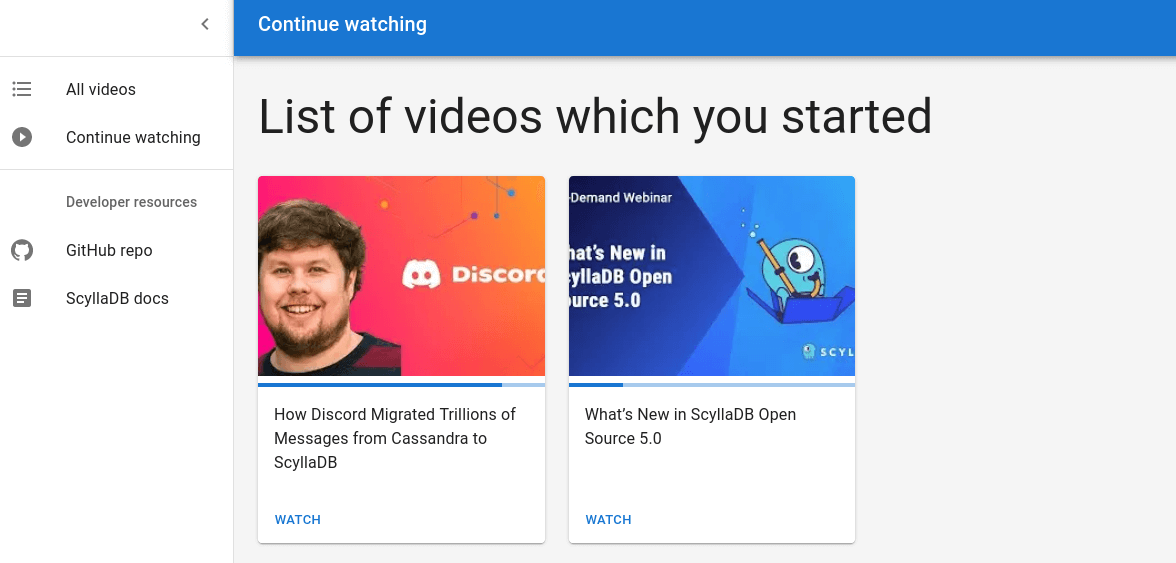 Continue watching
All videos
Continue watching
Developer resources
GitHub repo
ScyllaDB docs
List of videos which you started
Discord
How Discord Migrated Trillions of
Messages from Cassandra to
ScyllaDB
WATCH
-Demand Webinar
hat's New in
cyllaDB Open
ource 5.0
SCYL
What's New in ScyllaDB Open
Source 5.0
WATCH